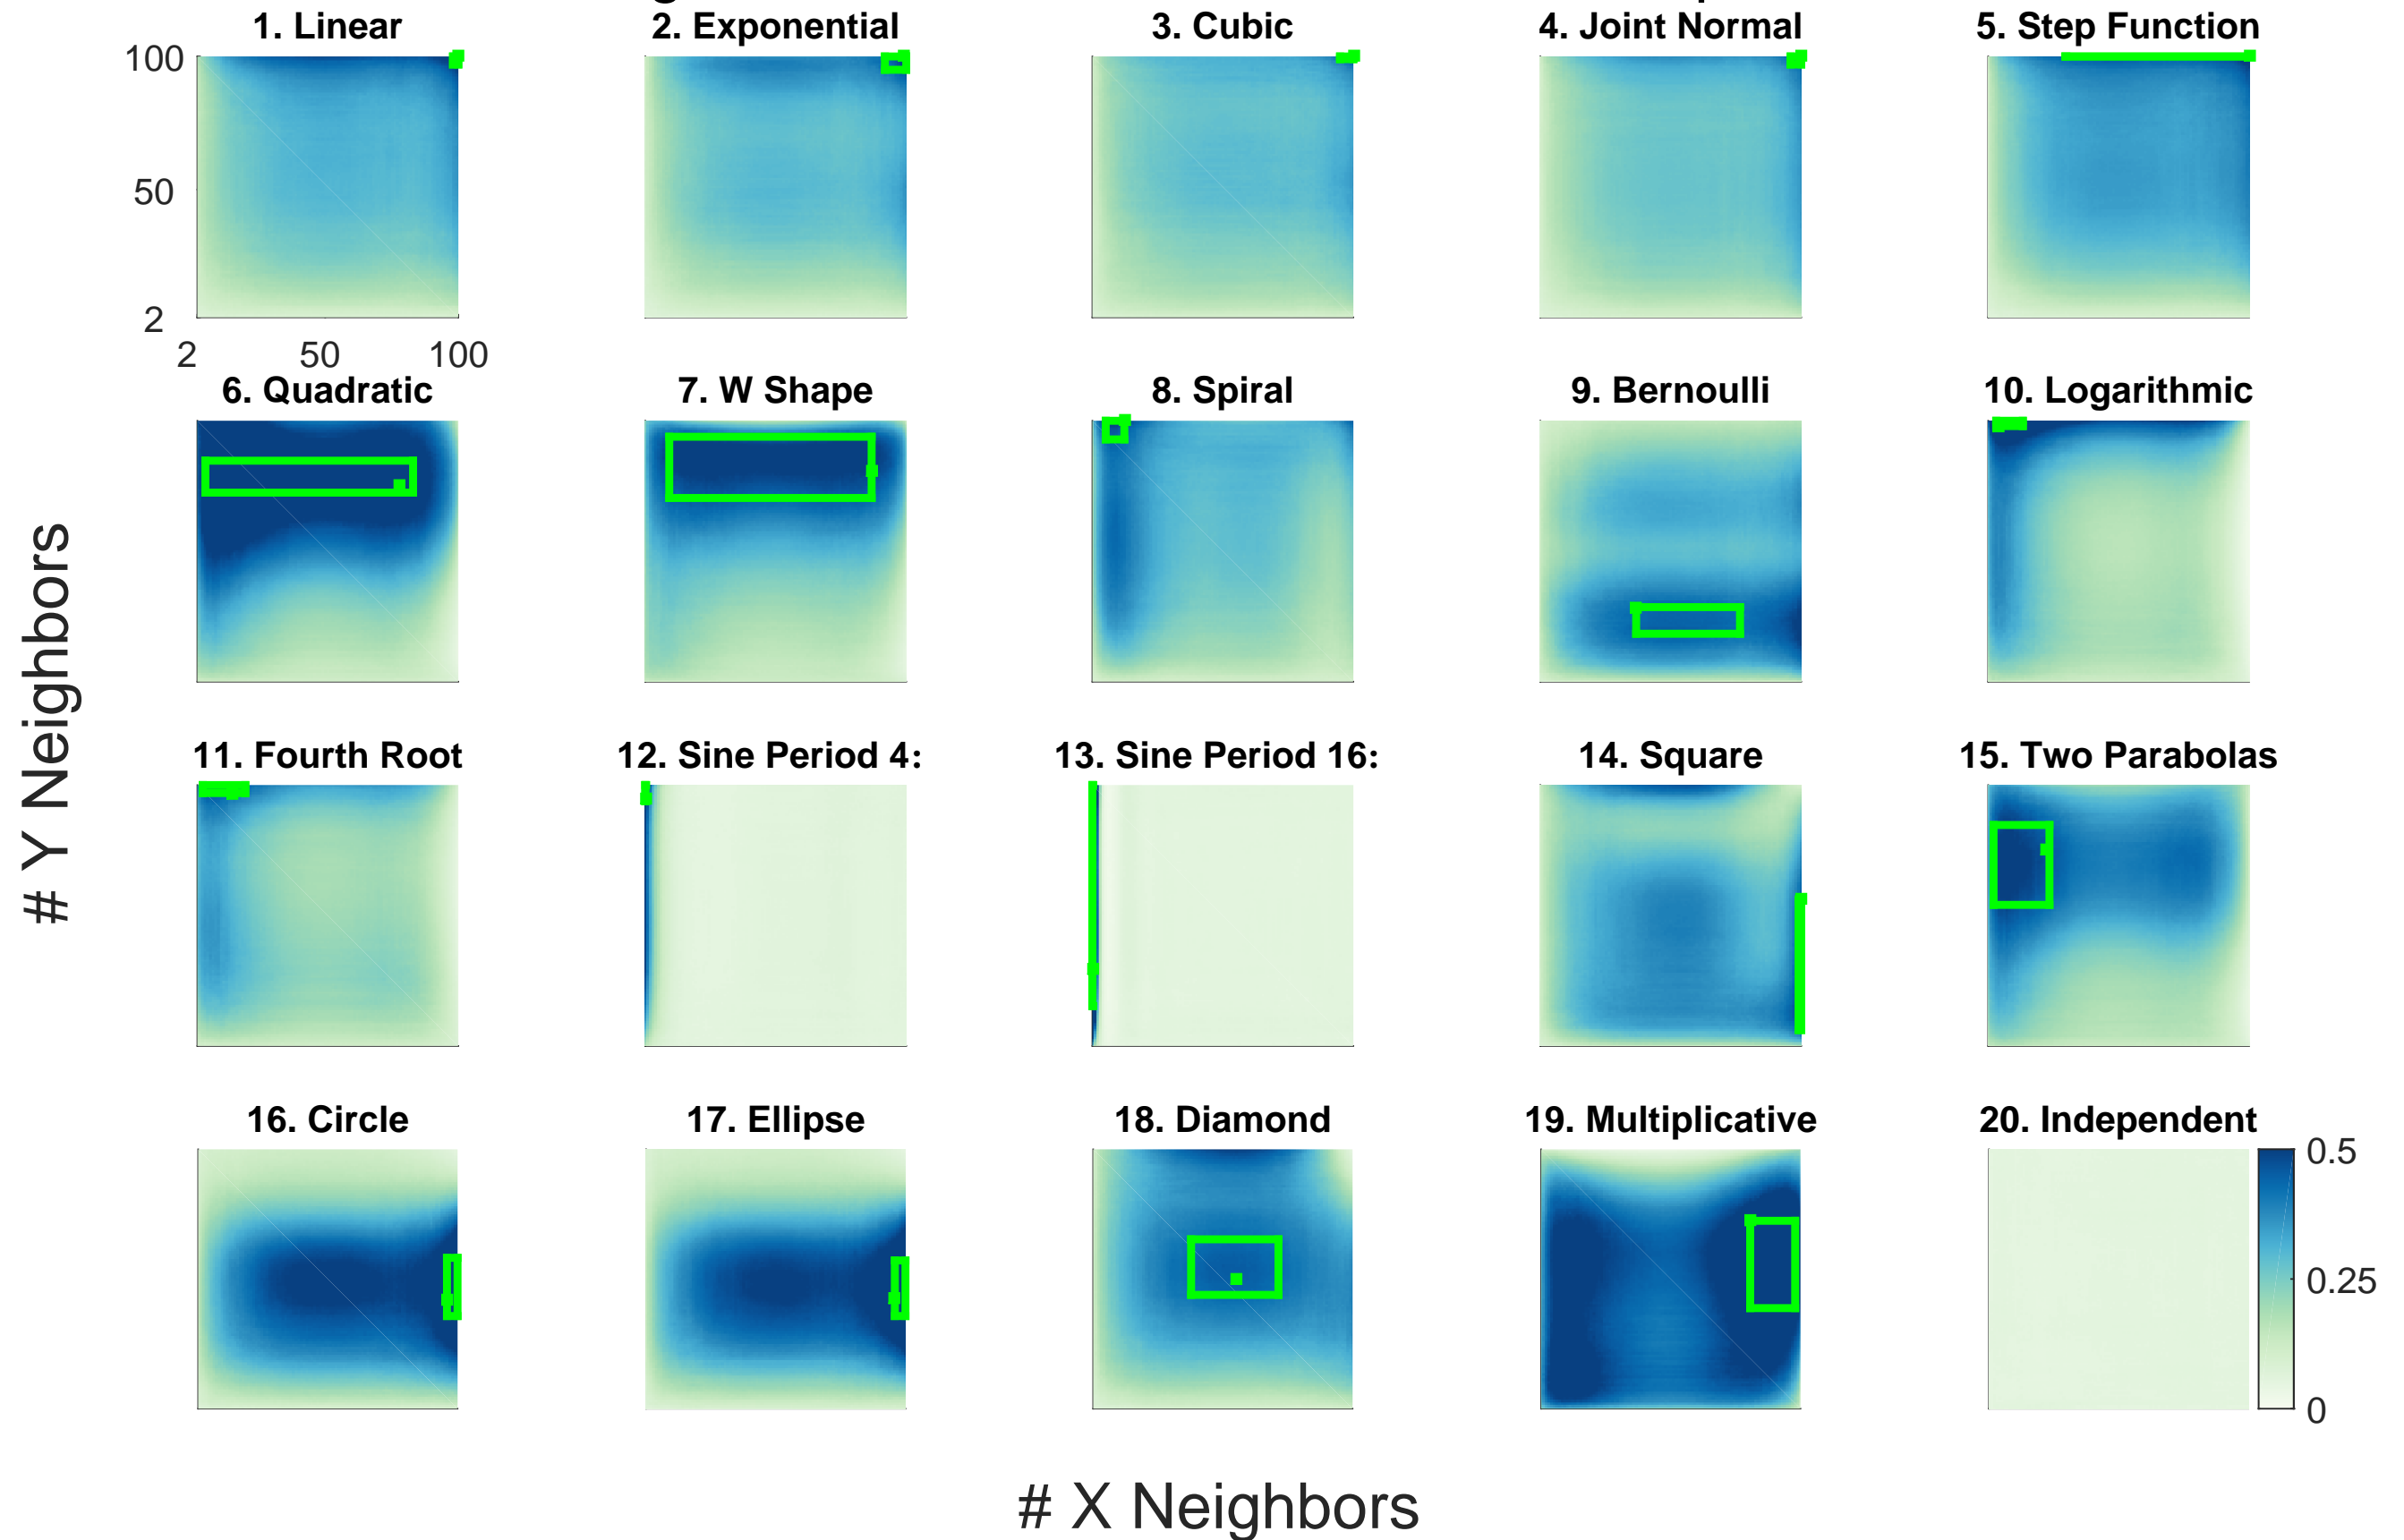 1. Linear
2. Exponential
3. Cubic
4. Joint Normal
5. Step Function
100
50
2
2 50 100
6. Quadratic
7. W Shape
8. Spiral
9. Bernoulli
10. Logarithmic
# Y Neighbors
11. Fourth Root
12. Sine Period 4:
13. Sine Period 16:
14. Square
15. Two Parabolas
16. Circle
17. Ellipse
18. Diamond
19. Multiplicative
20. Independent
0.5
0.25
0
# X Neighbors